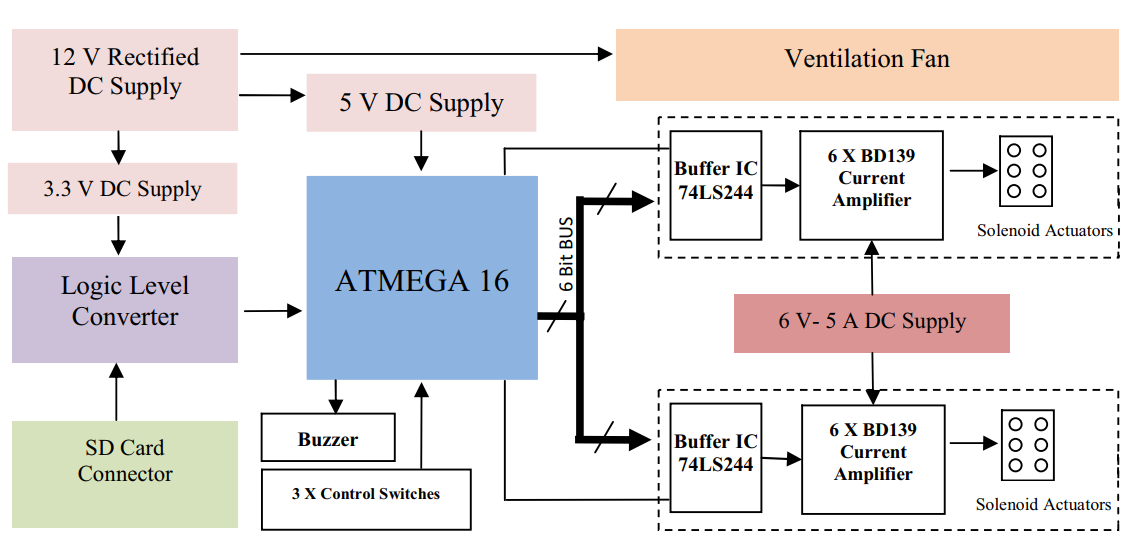 12 V Rectified
DC Supply
Ventilation Fan
5 V DC Supply
3.3 V DC Supply
Logic Level
Converter
SD Card
Connector
ATMEGA 16
Buzzer
3 X Control Switches
6 Bit BUS
Buffer IC
74LS244
6 X BD139
Current
Amplifier
Solenoid Actuators
6 V- 5 A DC Supply
Buffer IC
74LS244
6 X BD139
Current
Amplifier
Solenoid Actuators